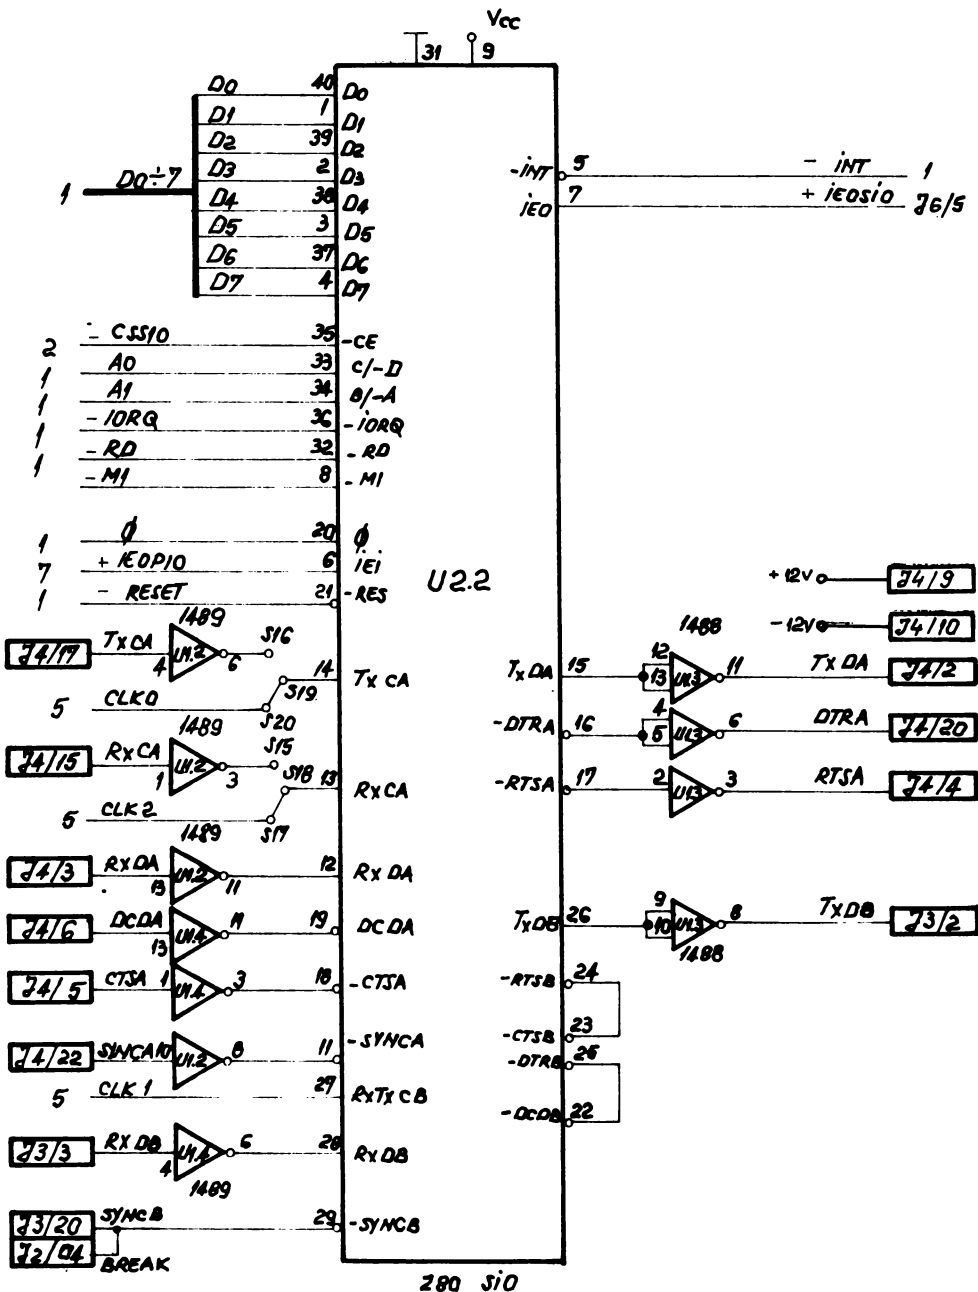 Vcc
31 9
D0 40 D0
D1 1 D1
D2 39 D2
D3 2 D3
1 D0÷7
D4 38 D4
D5 3 D5
D6 37 D6
D7 4 D7
-INT 5 - INT 1
IEO 7 + IEOSIO J6/5
2 - CSSIO 35 -CE
1 A0 33 C/-D
1 A1 34 B/-A
1 - IORQ 36 -IORQ
1 - RD 32 -RD
- M1 8 -M1
1 ϕ 20 ϕ
7 + IEOPIO 6 IEI
1 - RESET 21 -RES
U2.2
+12V J4/9
-12V J4/10
1489
J4/17 TxCA 4 U1.2 6 S16
14 TxCA
S19
5 CLK0 S20
1488
TxDA 15 12 13 U1.3 11 TxDA J4/2
-DTRA 16 4 5 U1.3 6 DTRA J4/20
-RTSA 17 2 U1.3 3 RTSA J4/4
1489
J4/15 RxCA 1 U1.2 3 S15
S18 13 RxCA
5 CLK2 S17
1489
J4/3 RxDA 13 U1.2 11 12 RxDA
J4/6 DCDA 13 U1.4 11 19 DCDA
J4/5 CTSA 1 U1.4 3 18 -CTSA
TxDB 26 9 10 U1.3 8 TxDB J3/2
1488
-RTSB 24
-CTSB 23
-DTRB 25
-DCDB 22
J4/22 SYNCA 10 U1.2 8 11 -SYNCA
5 CLK1 27 RxTxCB
J3/3 RxDB 4 U1.4 6 28 RxDB
1489
J3/20 SYNCB 29 -SYNCB
BREAK
Z80 SiO